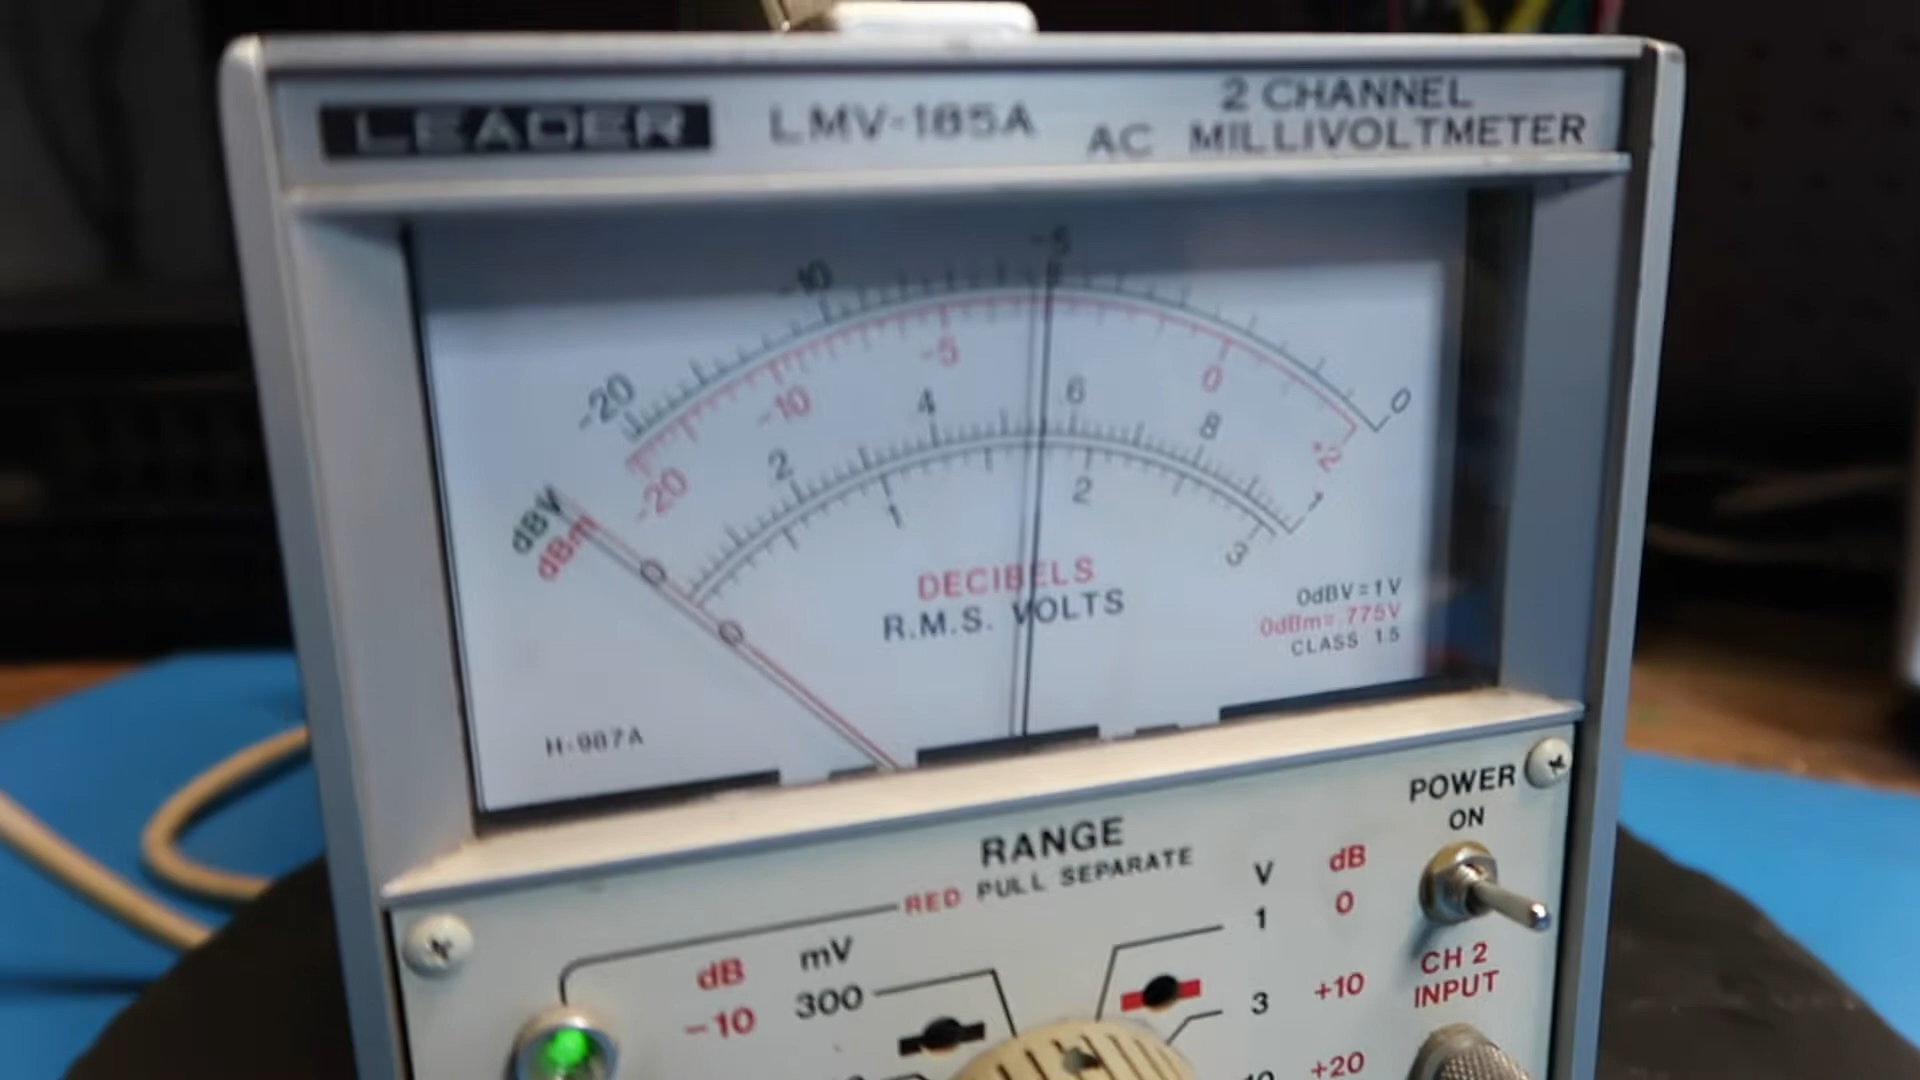 LEADER LMV-185A 2 CHANNEL
AC MILLIVOLTMETER
-20 -10 -5 0
-20 -10 -5 0 +2
dBV
dBm
2 4 6 8 1
1 2 3
DECIBELS
R.M.S. VOLTS
0dBV=1V
0dBm=.775V
CLASS 1.5
H-987A
POWER
ON
RANGE
RED PULL SEPARATE
dB mV
-10 300
V dB
1 0
3 +10
+20
CH 2
INPUT